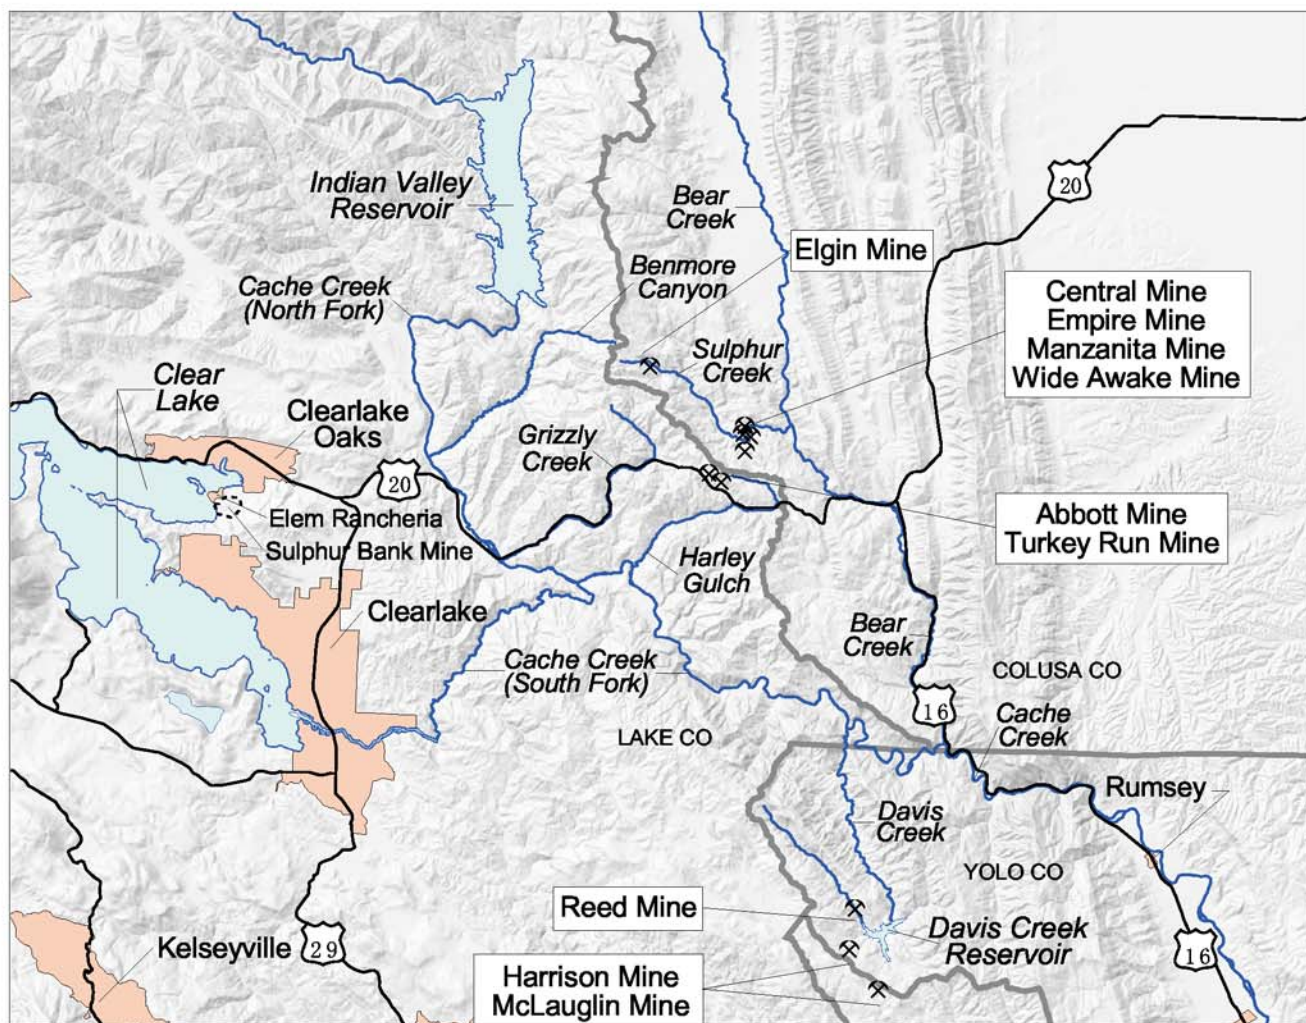 20
Indian Valley
Reservoir
Bear
Creek
Elgin Mine
Benmore
Canyon
Cache Creek
(North Fork)
Central Mine
Empire Mine
Manzanita Mine
Wide Awake Mine
Sulphur
Creek
Clear
Lake
Clearlake
Oaks
Grizzly
Creek
20
Elem Rancheria
Sulphur Bank Mine
Abbott Mine
Turkey Run Mine
Harley
Gulch
Clearlake
Bear
Creek
Cache Creek
(South Fork)
COLUSA CO
16
Cache
Creek
LAKE CO
Rumsey
Davis
Creek
YOLO CO
Reed Mine
Davis Creek
Reservoir
Kelseyville
29
16
Harrison Mine
McLauglin Mine